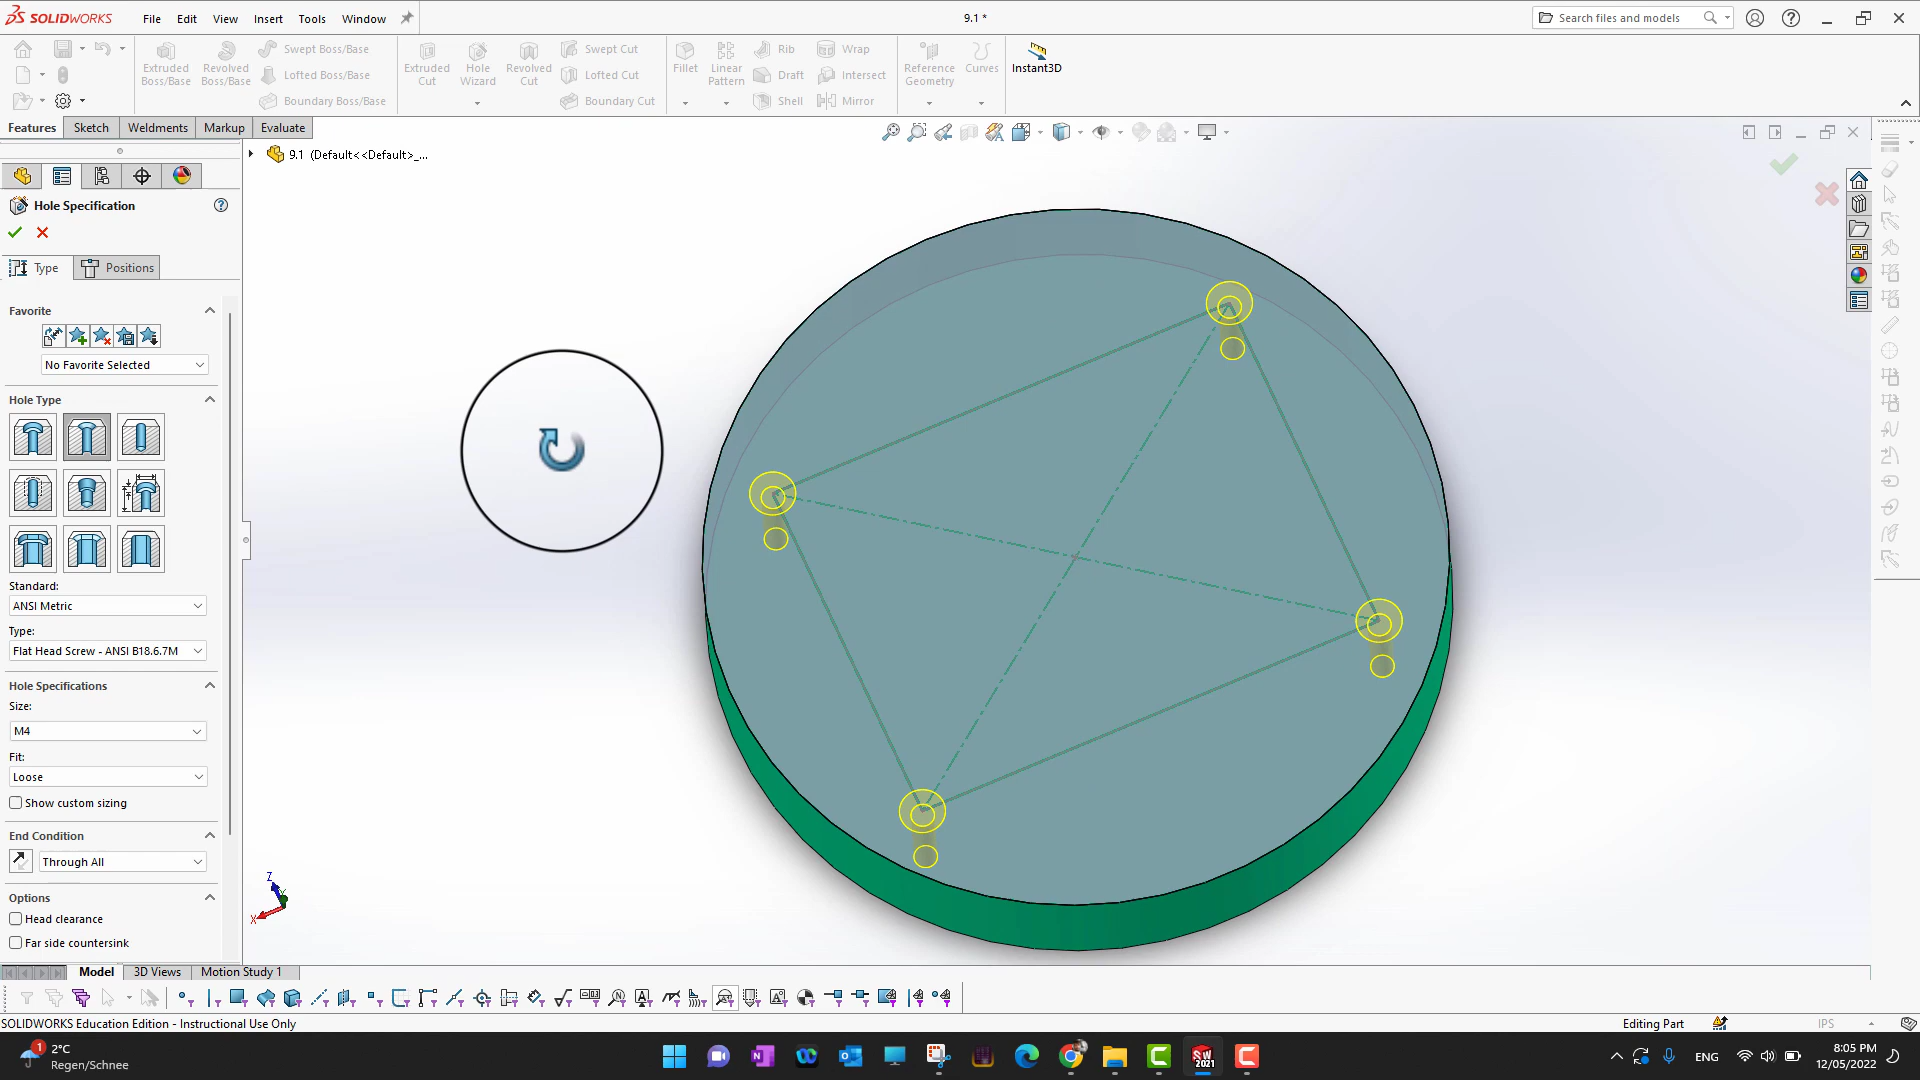 SOLIDWORKS File Edit View Insert Tools Window 9.1 * Search files and models
Extruded Boss/Base
Revolved Boss/Base
Swept Boss/Base
Lofted Boss/Base
Boundary Boss/Base
Extruded Cut
Hole Wizard
Revolved Cut
Swept Cut
Lofted Cut
Boundary Cut
Fillet
Linear Pattern
Rib
Draft
Shell
Wrap
Intersect
Mirror
Reference Geometry
Curves
Instant3D
Features Sketch Weldments Markup Evaluate
9.1 (Default<<Default>_...
Hole Specification
Type Positions
Favorite
No Favorite Selected
Hole Type
Standard:
ANSI Metric
Type:
Flat Head Screw - ANSI B18.6.7M
Hole Specifications
Size:
M4
Fit:
Loose
Show custom sizing
End Condition
Through All
Options
Head clearance
Far side countersink
Z
X
Model 3D Views Motion Study 1
SOLIDWORKS Education Edition - Instructional Use Only Editing Part IPS
1
2°C
Regen/Schnee
SW
2021
ENG
8:05 PM
12/05/2022